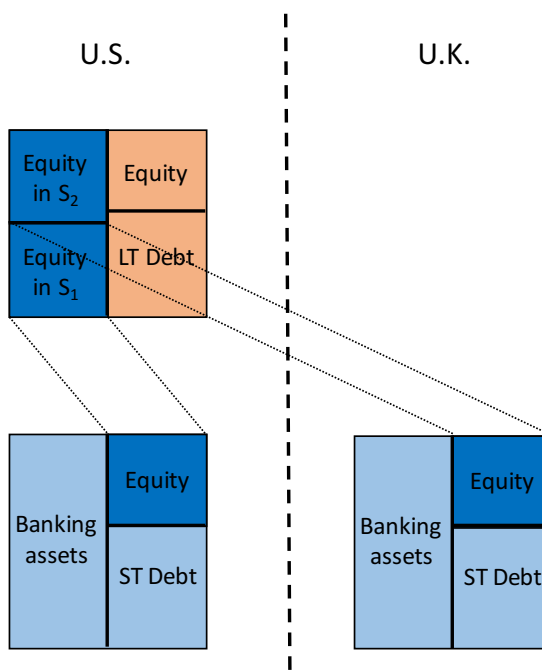 U.S.
U.K.
Equity
in S₂
Equity
Equity
in S₁
LT Debt
Banking
assets
Equity
ST Debt
Banking
assets
Equity
ST Debt